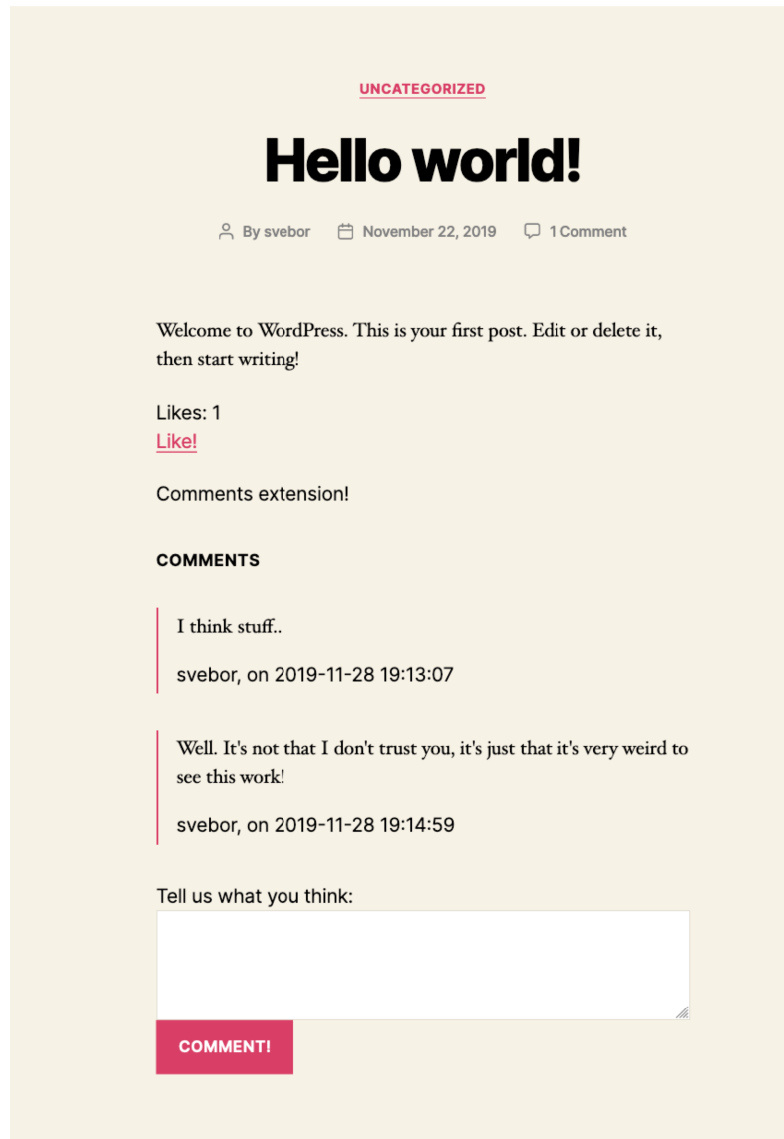 UNCATEGORIZED
Hello world!
By svebor November 22, 2019 1 Comment
Welcome to WordPress. This is your first post. Edit or delete it,
then start writing!
Likes: 1
Like!
Comments extension!
COMMENTS
I think stuff..
svebor, on 2019-11-28 19:13:07
Well. It's not that I don't trust you, it's just that it's very weird to
see this work!
svebor, on 2019-11-28 19:14:59
Tell us what you think:
COMMENT!